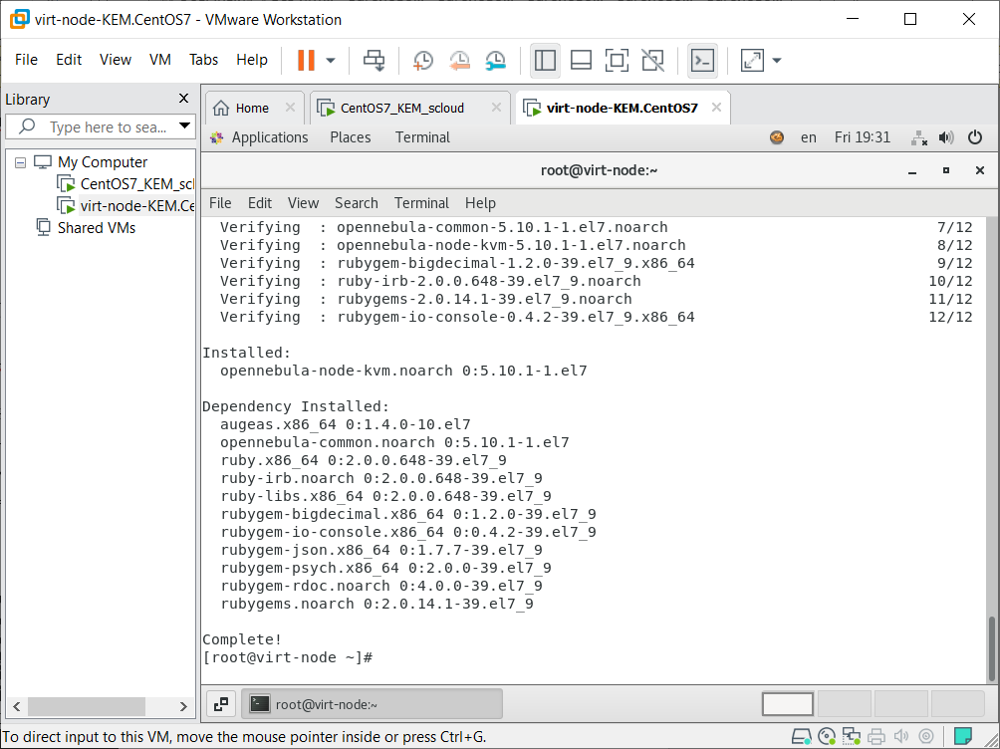 virt-node-KEM.CentOS7 - VMware Workstation
File Edit View VM Tabs Help
Library
Type here to sea...
My Computer
CentOS7_KEM_scl
virt-node-KEM.Ce
Shared VMs
Home CentOS7_KEM_scloud virt-node-KEM.CentOS7
Applications Places Terminal en Fri 19:31
root@virt-node:~
File Edit View Search Terminal Help
Verifying : opennebula-common-5.10.1-1.el7.noarch 7/12
Verifying : opennebula-node-kvm-5.10.1-1.el7.noarch 8/12
Verifying : rubygem-bigdecimal-1.2.0-39.el7_9.x86_64 9/12
Verifying : ruby-irb-2.0.0.648-39.el7_9.noarch 10/12
Verifying : rubygems-2.0.14.1-39.el7_9.noarch 11/12
Verifying : rubygem-io-console-0.4.2-39.el7_9.x86_64 12/12
Installed:
opennebula-node-kvm.noarch 0:5.10.1-1.el7
Dependency Installed:
augeas.x86_64 0:1.4.0-10.el7
opennebula-common.noarch 0:5.10.1-1.el7
ruby.x86_64 0:2.0.0.648-39.el7_9
ruby-irb.noarch 0:2.0.0.648-39.el7_9
ruby-libs.x86_64 0:2.0.0.648-39.el7_9
rubygem-bigdecimal.x86_64 0:1.2.0-39.el7_9
rubygem-io-console.x86_64 0:0.4.2-39.el7_9
rubygem-json.x86_64 0:1.7.7-39.el7_9
rubygem-psych.x86_64 0:2.0.0-39.el7_9
rubygem-rdoc.noarch 0:4.0.0-39.el7_9
rubygems.noarch 0:2.0.14.1-39.el7_9
Complete!
[root@virt-node ~]#
root@virt-node:~
To direct input to this VM, move the mouse pointer inside or press Ctrl+G.